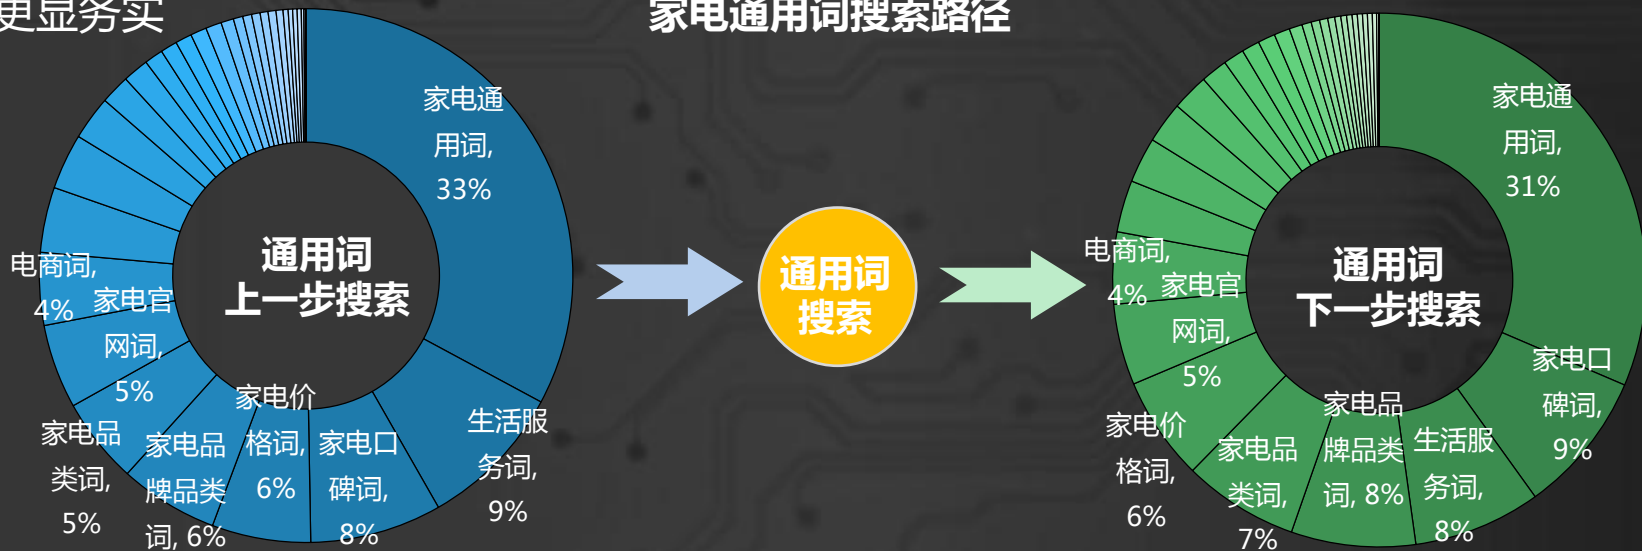 更显务实
家电通用词搜索路径
家电通
用词,
33%
生活服
务词,
9%
家电口
碑词,
8%
家电价
格词,
6%
家电品
牌品类
词, 6%
家电品
类词,
5%
家电官
网词,
5%
电商词,
4%
通用词
上一步搜索
通用词
搜索
通用词
下一步搜索
家电通
用词,
31%
家电口
碑词,
9%
生活服
务词,
8%
家电品
牌品类
词, 8%
家电品
类词,
7%
家电价
格词,
6%
家电官
网词,
5%
电商词,
4%